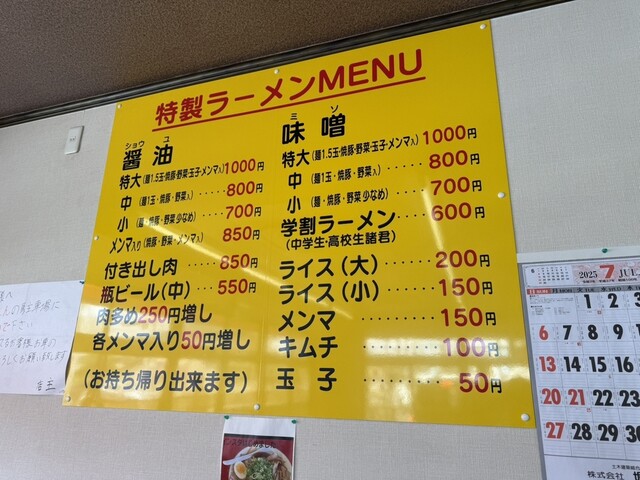 特製ラーメンMENU
ショウ ユ
醤油
特大(麺1.5玉・焼豚・野菜・玉子・メンマ入)1000円
中(麺1玉・焼豚・野菜入)‥‥‥800円
小(麺・焼豚・野菜 少なめ)‥‥700円
メンマ入り(焼豚・野菜・メンマ入)850円
付き出し肉‥‥850円
瓶ビール(中)‥‥550円
肉多め250円増し
各メンマ入り50円増し
(お持ち帰り出来ます)
ミ ソ
味噌
特大(麺1.5玉・焼豚・野菜・玉子・メンマ入)1000円
中(麺1玉・焼豚・野菜入)‥‥‥800円
小(麺・焼豚・野菜 少なめ)‥‥700円
学割ラーメン‥‥600円
(中学生・高校生諸君)
ライス(大)‥‥200円
ライス(小)‥‥150円
メンマ‥‥‥150円
キムチ‥‥‥100円
玉子‥‥‥50円
2025 7 JUL
1 2
6 7 8 9
13 14 15 16
20 21 22 23
27 28 29 30
株式会社